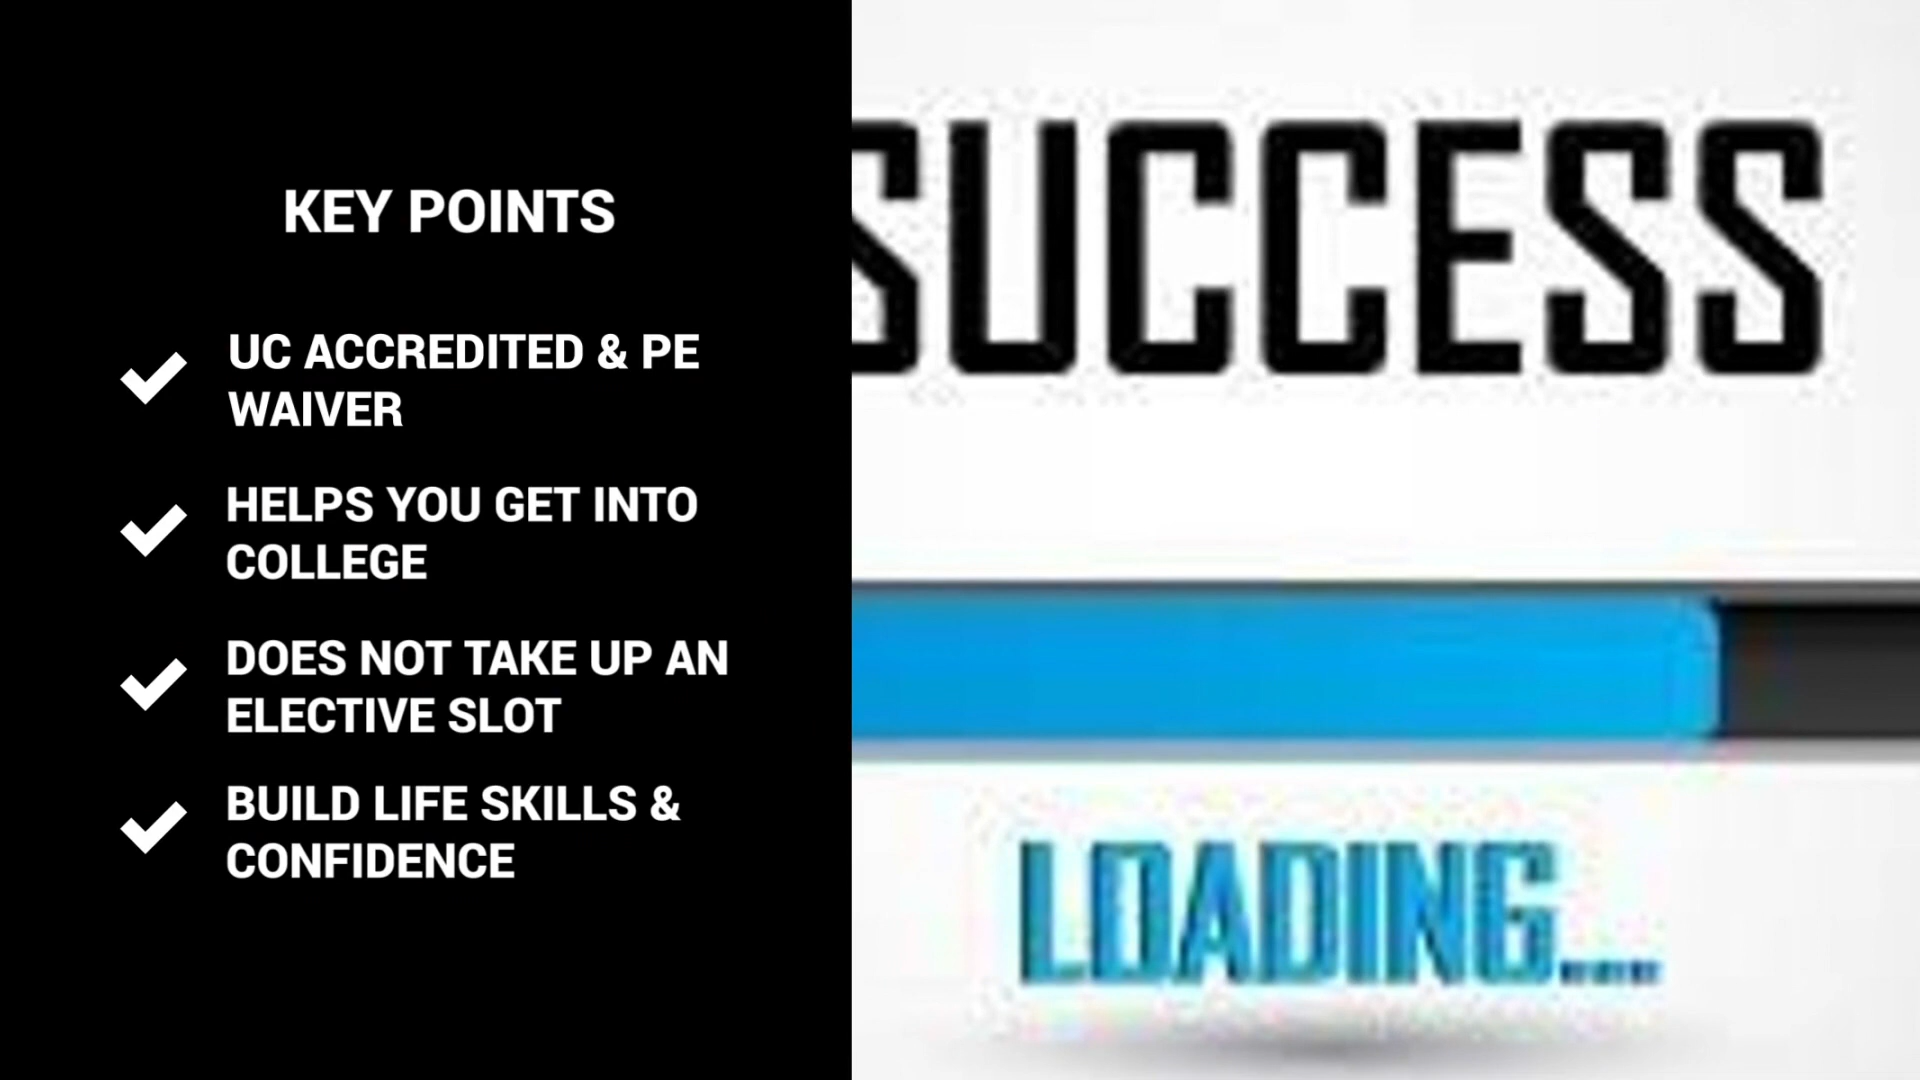 KEY POINTS
UC ACCREDITED & PE
WAIVER
HELPS YOU GET INTO
COLLEGE
DOES NOT TAKE UP AN
ELECTIVE SLOT
BUILD LIFE SKILLS &
CONFIDENCE
SUCCESS
LOADING....